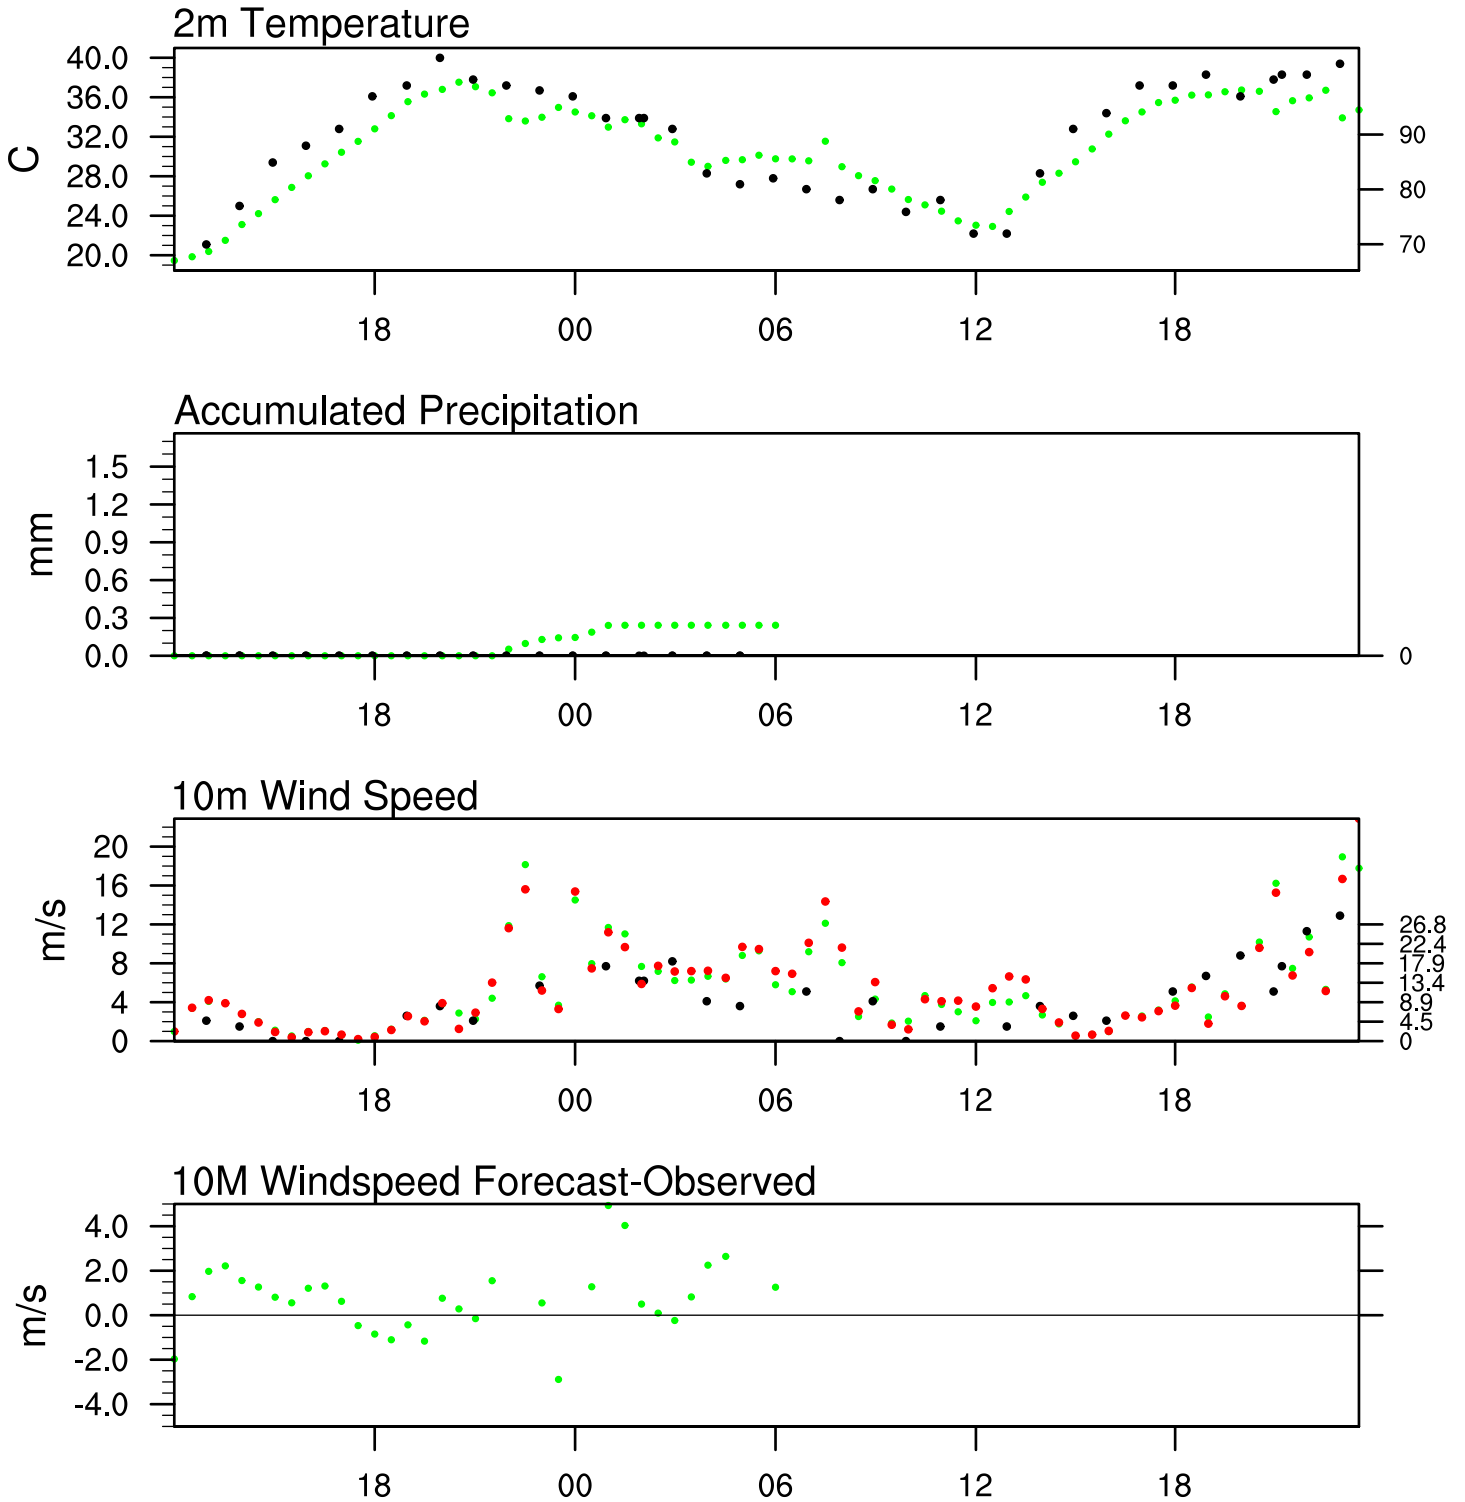 2m Temperature
40.0
36.0
32.0
28.0
24.0
20.0
C
90
80
70
18 00 06 12 18
Accumulated Precipitation
1.5
1.2
0.9
0.6
0.3
0.0
mm
0
18 00 06 12 18
10m Wind Speed
20
16
12
8
4
0
m/s
26.8
22.4
17.9
13.4
8.9
4.5
0
18 00 06 12 18
10M Windspeed Forecast-Observed
4.0
2.0
0.0
-2.0
-4.0
m/s
18 00 06 12 18